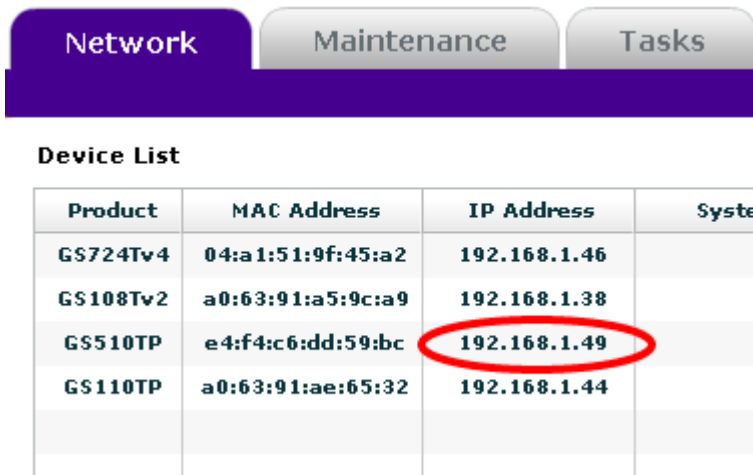 Network Maintenance Tasks
Device List
Product MAC Address IP Address Syste
GS724Tv4 04:a1:51:9f:45:a2 192.168.1.46
GS108Tv2 a0:63:91:a5:9c:a9 192.168.1.38
GS510TP e4:f4:c6:dd:59:bc 192.168.1.49
GS110TP a0:63:91:ae:65:32 192.168.1.44